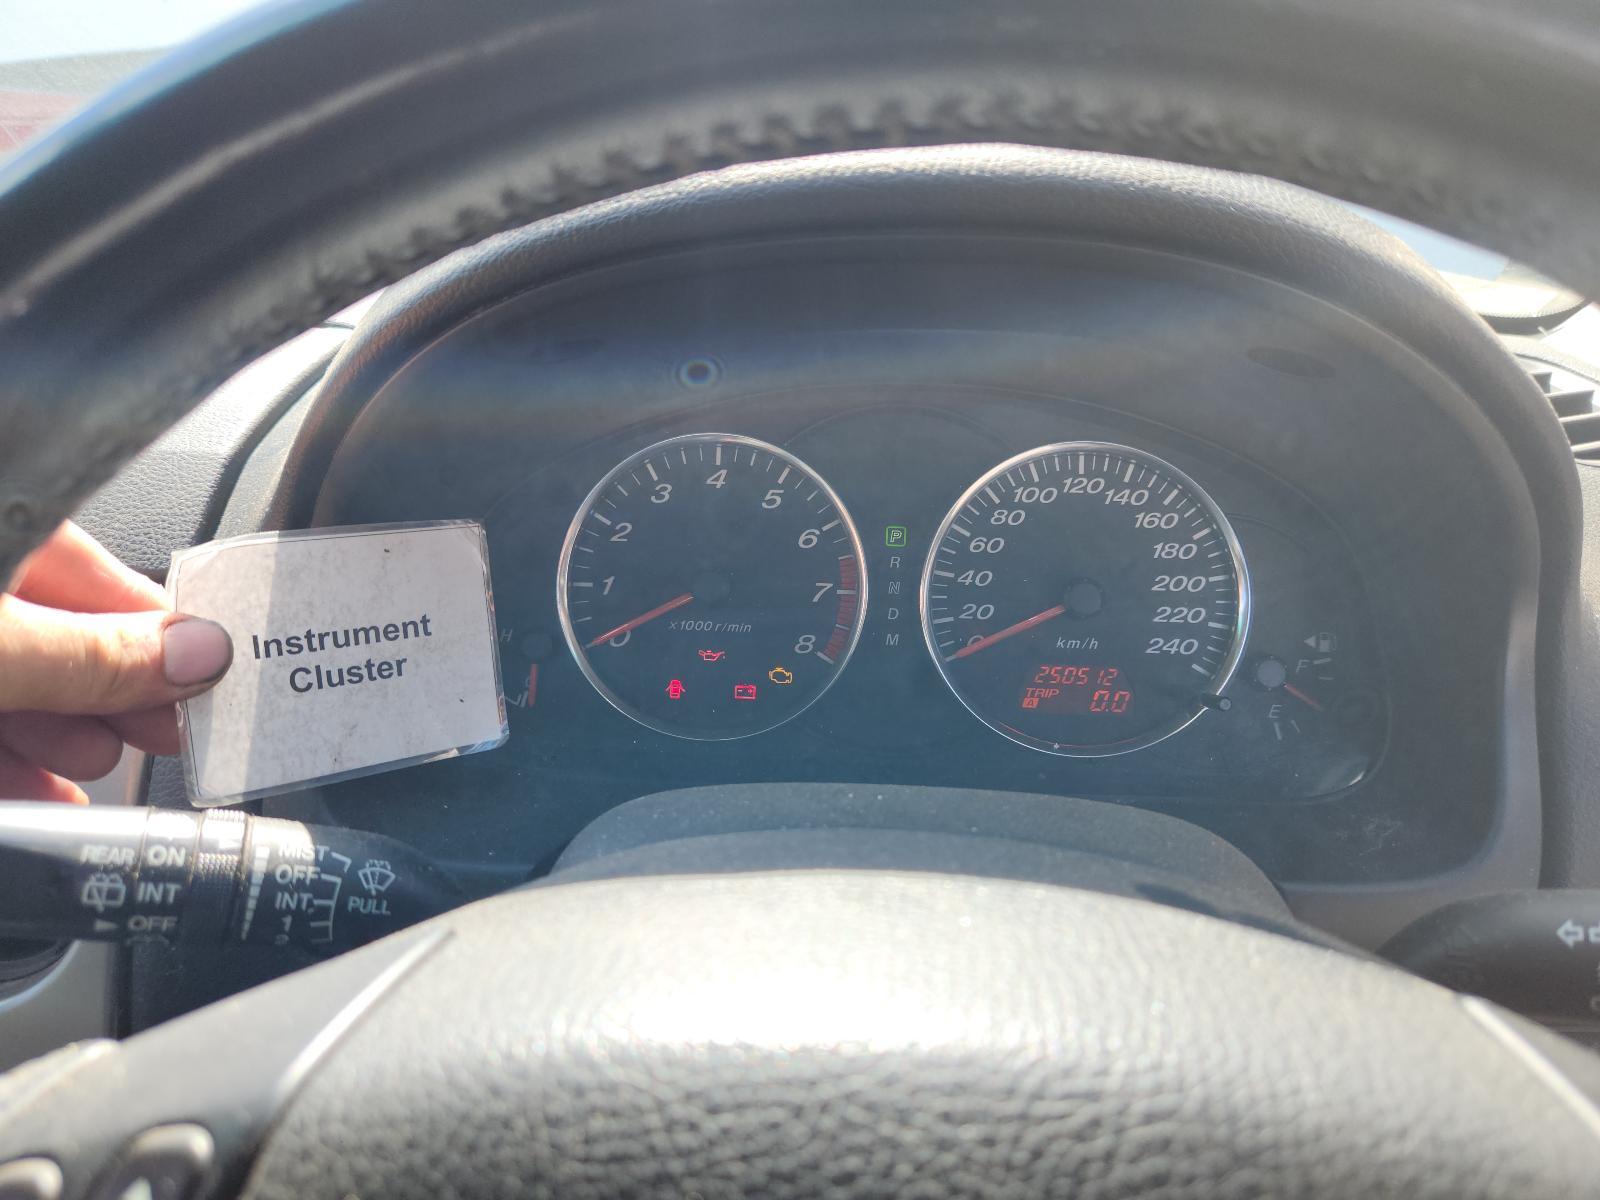 Instrument
Cluster
H
0
1
2
3
4
5
6
7
8
×1000 r/min
P
R
N
D
M
0
20
40
60
80
100
120
140
160
180
200
220
240
km/h
250512
TRIP
A
0.0
F
E
REAR
ON
INT
OFF
MIST
OFF
INT
1
2
PULL